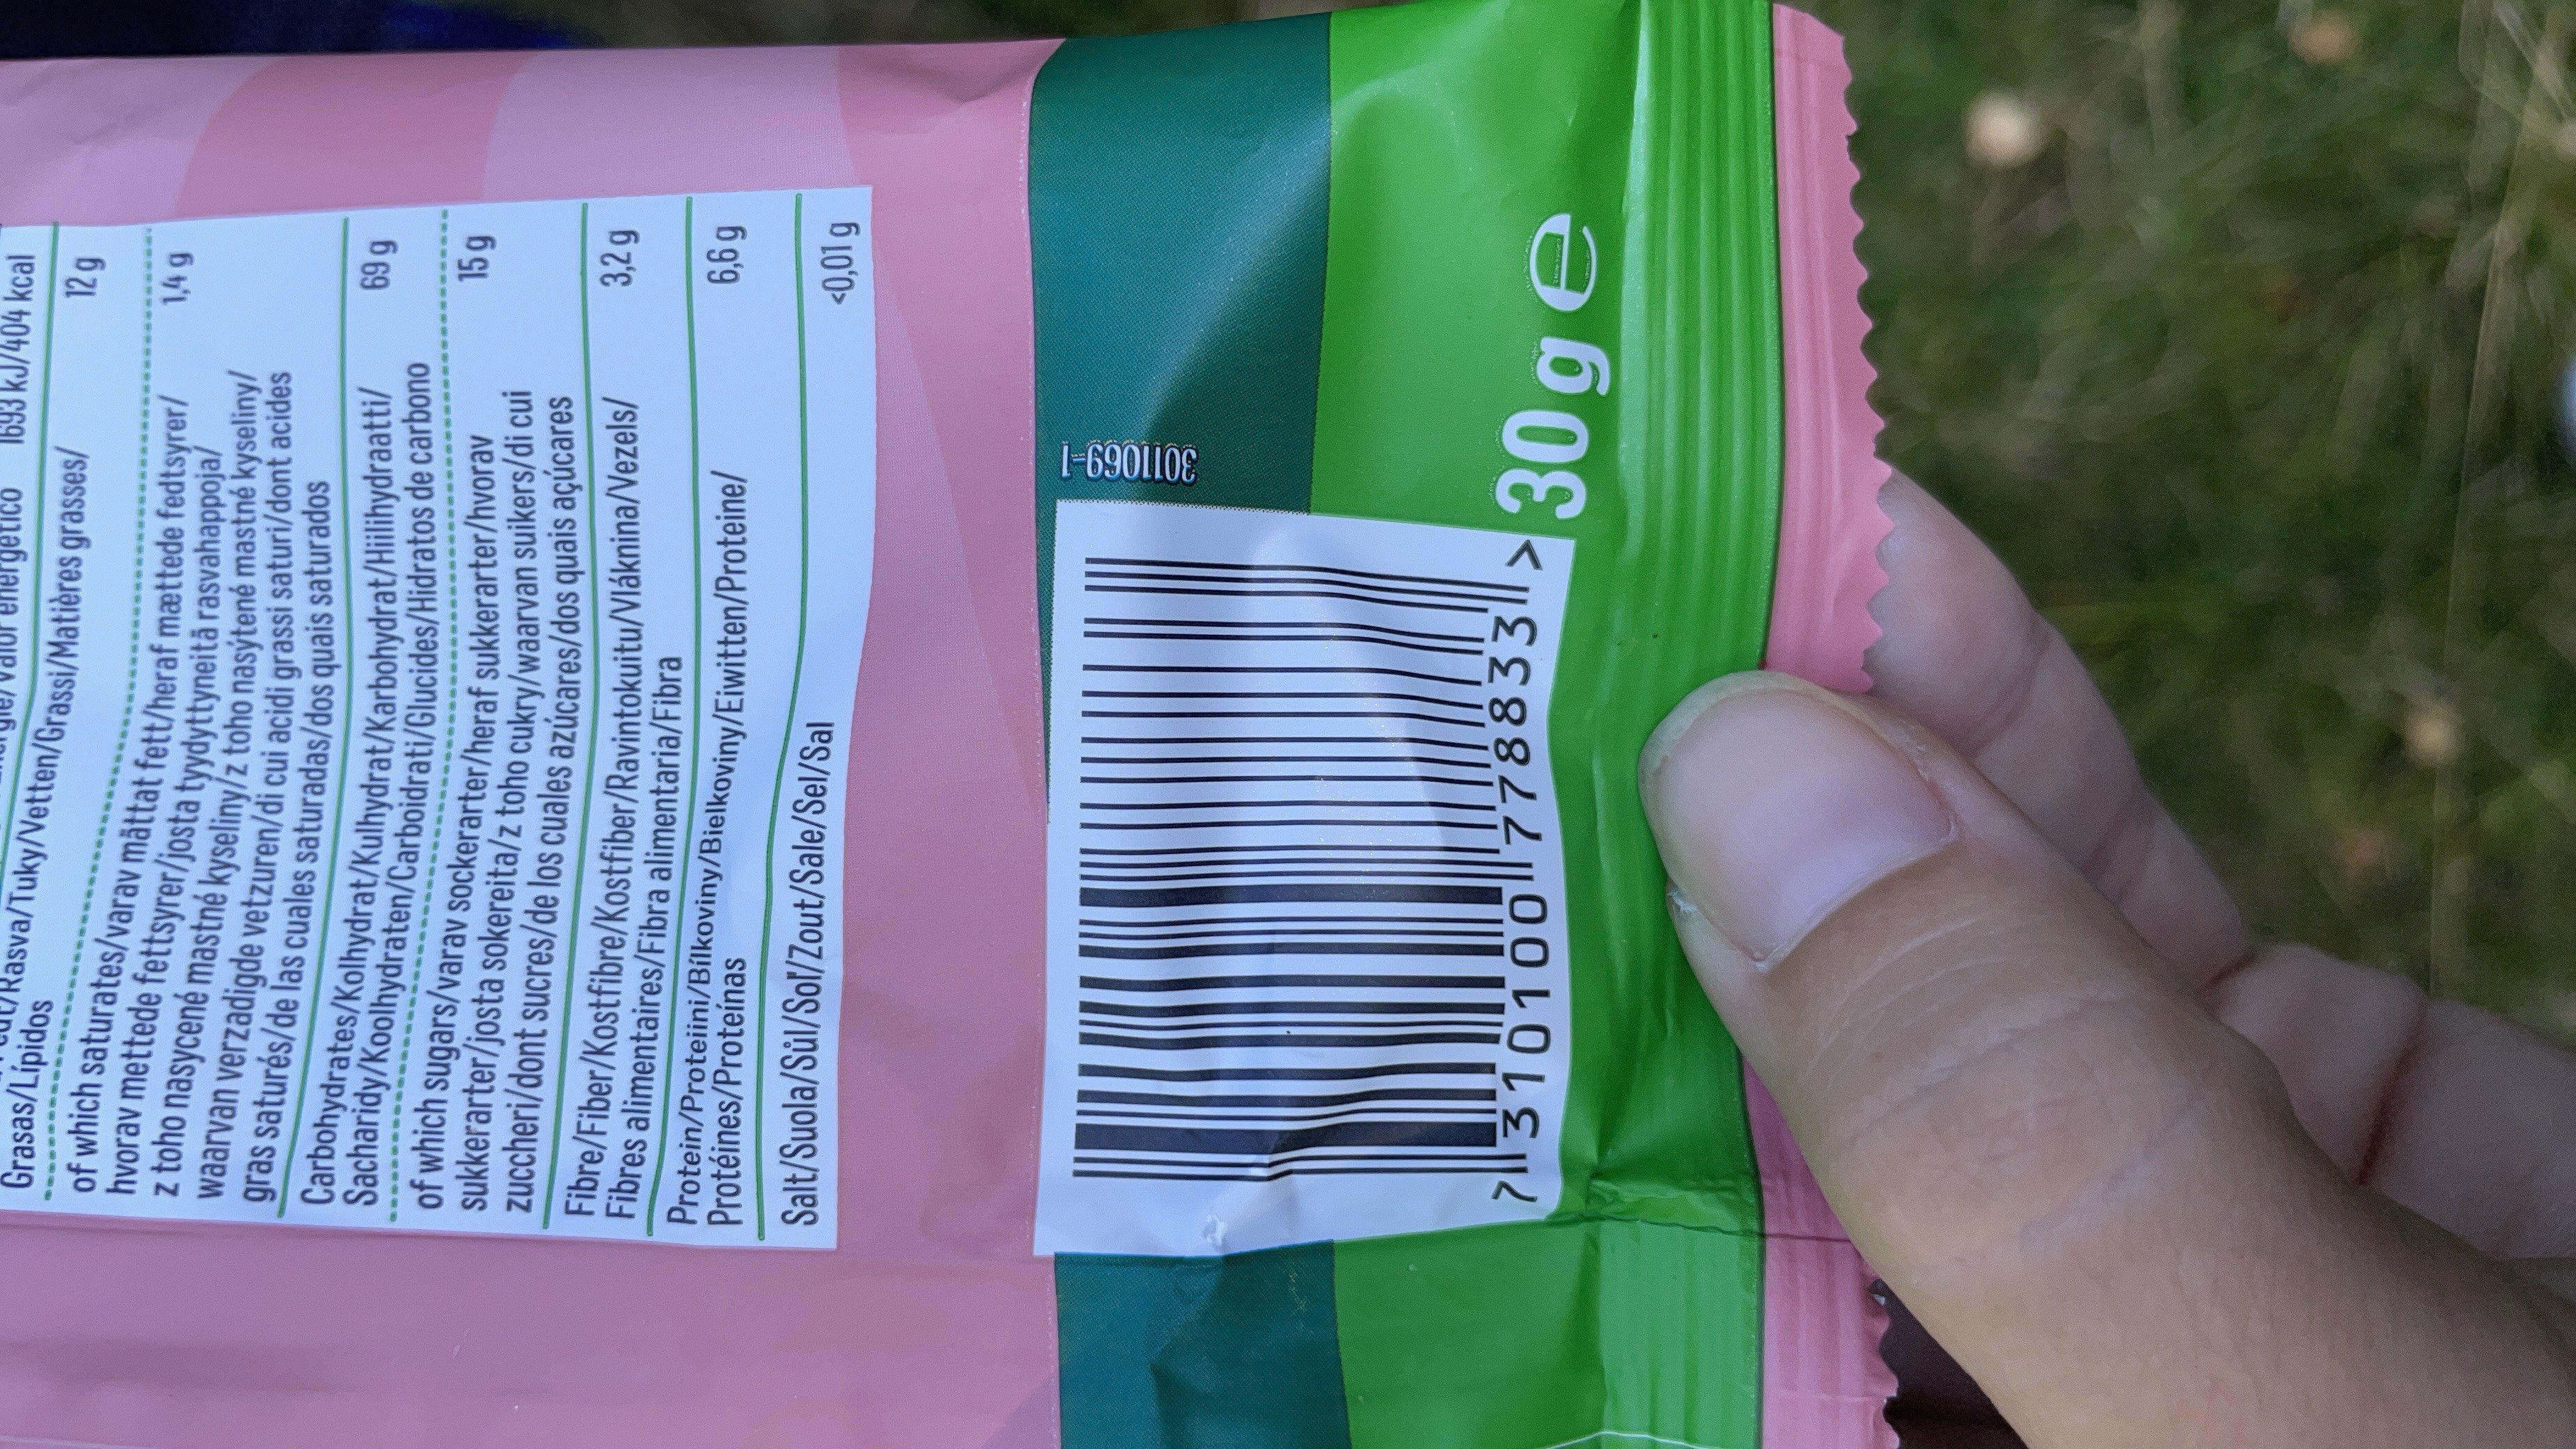 1693 kJ/404 kcal
Grasas/Lípidos 12 g
of which saturates/varav mättat fett/heraf mættede fedtsyrer/ 1,4 g
hvorav mettede fettsyrer/josta tyydyttyneitä rasvahappoja/
z toho nasycené mastné kyseliny/z toho nasýtené mastné kyseliny/
waarvan verzadigde vetzuren/di cui acidi grassi saturi/dont acides
gras saturés/de las cuales saturadas/dos quais saturados
Carbohydrates/Kolhydrat/Kulhydrat/Karbohydrat/Hiilihydraatti/ 69 g
Sacharidy/Koolhydraten/Carboidrati/Glucides/Hidratos de carbono
of which sugars/varav sockerarter/heraf sukkerarter/hvorav 15 g
sukkerarter/josta sokereita/z toho cukry/waarvan suikers/di cui
zuccheri/dont sucres/de los cuales azúcares/dos quais açúcares
Fibre/Fiber/Kostfibre/Kostfiber/Ravintokuitu/Vláknina/Vezels/ 3,2 g
Fibres alimentaires/Fibra alimentaria/Fibra
Protein/Proteiini/Bílkoviny/Bielkoviny/Eiwitten/Proteine/ 6,6 g
Protéines/Proteínas
Salt/Suola/Sůl/Soľ/Zout/Sale/Sel/Sal <0,01 g
3011069-1
7 310100 778833 >
30 g e